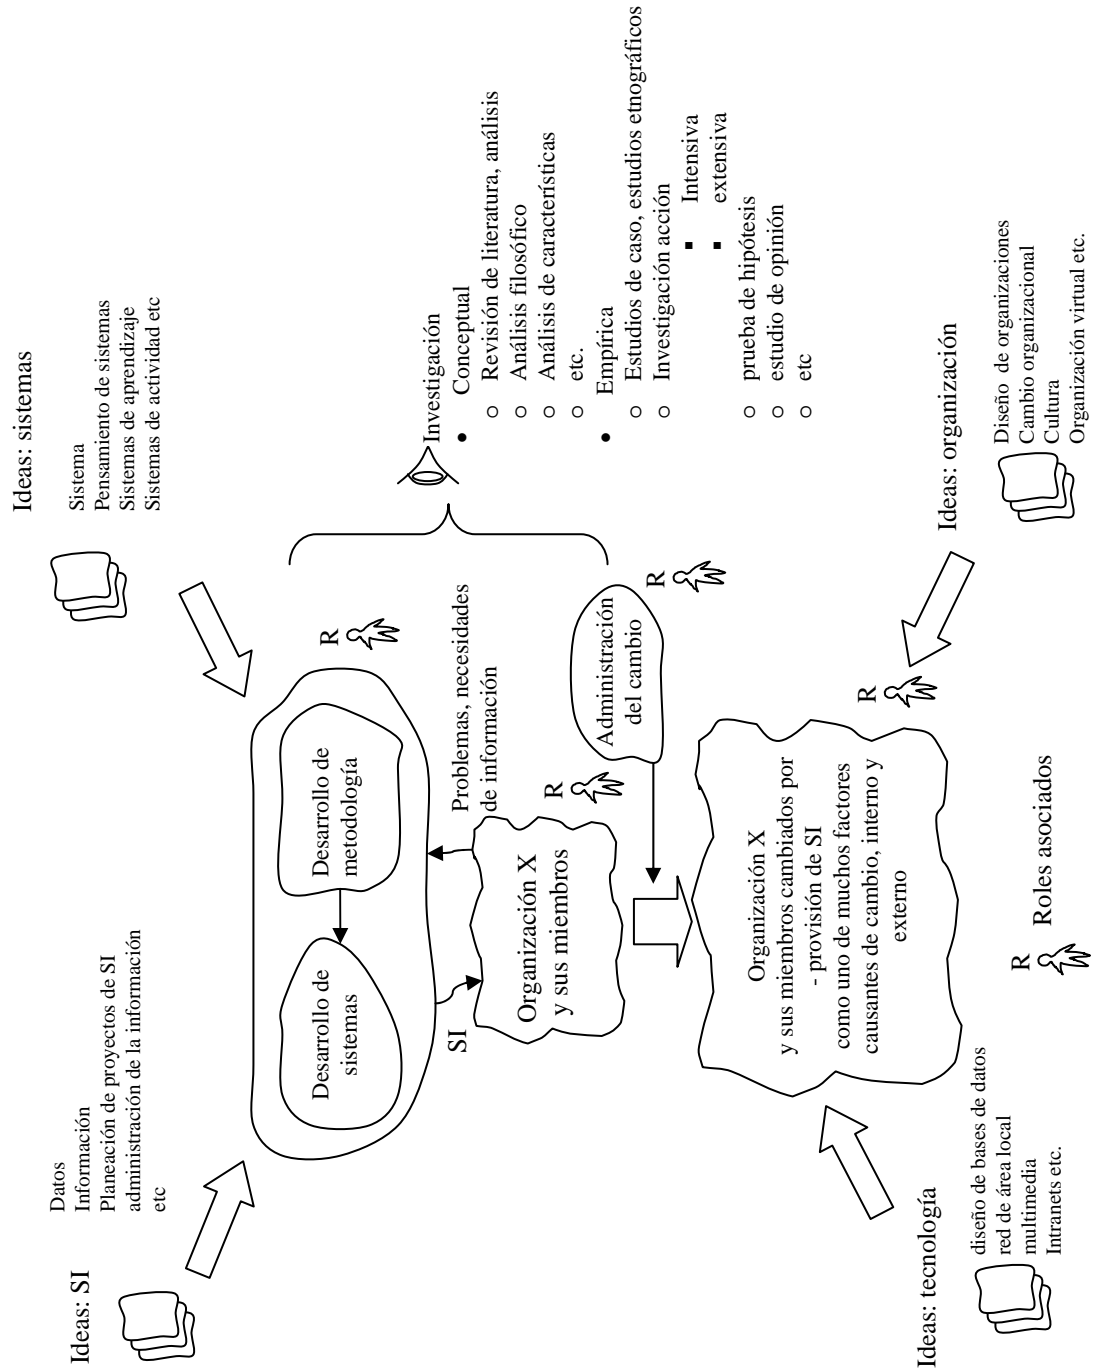 Ideas: SI
Datos
Información
Planeación de proyectos de SI
administración de la información
etc
Ideas: sistemas
Sistema
Pensamiento de sistemas
Sistemas de aprendizaje
Sistemas de actividad etc
Desarrollo de
sistemas
Desarrollo de
metodología
R
SI
Problemas, necesidades
de información
Organización X
y sus miembros
R
Administración
del cambio
R
Investigación
• Conceptual
o Revisión de literatura, análisis
o Análisis filosófico
o Análisis de características
o etc.
• Empírica
o Estudios de caso, estudios etnográficos
o Investigación acción
▪ Intensiva
▪ extensiva
o prueba de hipótesis
o estudio de opinión
o etc
Organización X
y sus miembros cambiados por
- provisión de SI
como uno de muchos factores
causantes de cambio, interno y
externo
R
Ideas: tecnología
diseño de bases de datos
red de área local
multimedia
Intranets etc.
Ideas: organización
Diseño de organizaciones
Cambio organizacional
Cultura
Organización virtual etc.
R
Roles asociados